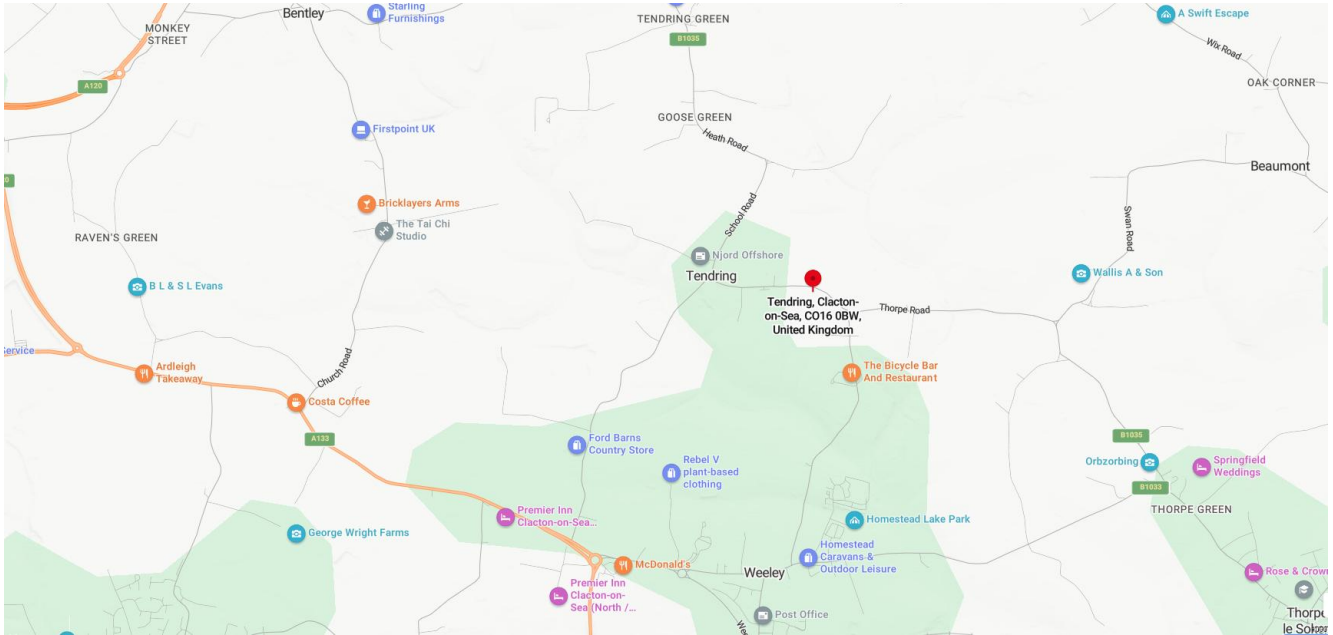 Bentley
Starling
Furnishings
TENDRING GREEN
A Swift Escape
MONKEY
STREET
B1035
Wix Road
A120
OAK CORNER
GOOSE GREEN
Firstpoint UK
Heath Road
Beaumont
Bricklayers Arms
The Tai Chi
Studio
School Road
Swan Road
RAVEN'S GREEN
Njord Offshore
Tendring
B L & S L Evans
Wallis A & Son
Tendring, Clacton-
on-Sea, CO16 0BW,
United Kingdom
Thorpe Road
Service
Ardleigh
Takeaway
Church Road
The Bicycle Bar
And Restaurant
Costa Coffee
A133
B1035
Ford Barns
Country Store
Rebel V
plant-based
clothing
Orbzorbing
Springfield
Weddings
B1033
Premier Inn
Clacton-on-Sea...
Homestead Lake Park
THORPE GREEN
George Wright Farms
Homestead
Caravans &
Outdoor Leisure
McDonald's
Weeley
Rose & Crown
Premier Inn
Clacton-on-
Sea (North /...
Post Office
Thorpe
le Soken